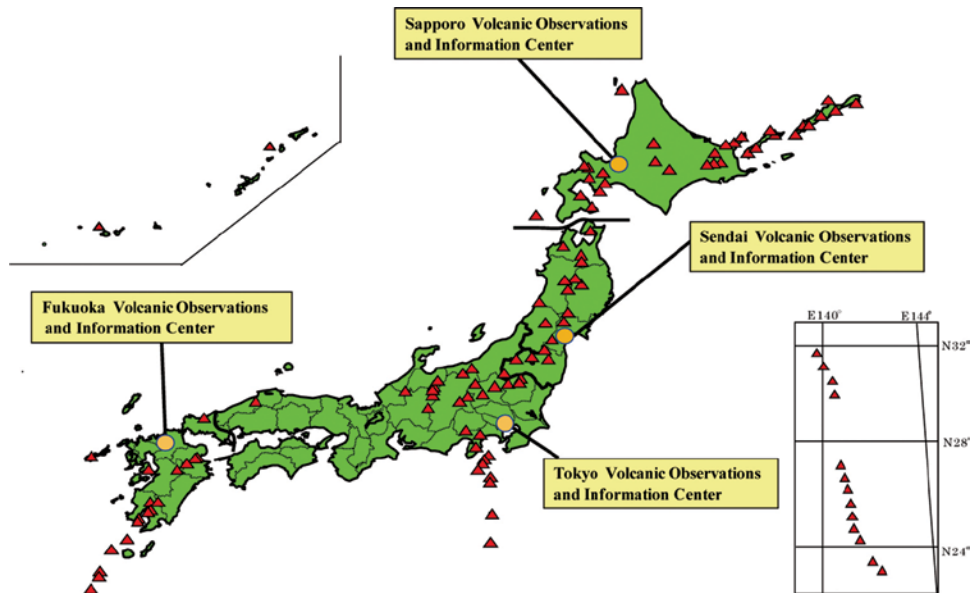 Sapporo Volcanic Observations
and Information Center
Sendai Volcanic Observations
and Information Center
Fukuoka Volcanic Observations
and Information Center
Tokyo Volcanic Observations
and Information Center
E140° E144°
N32°
N28°
N24°